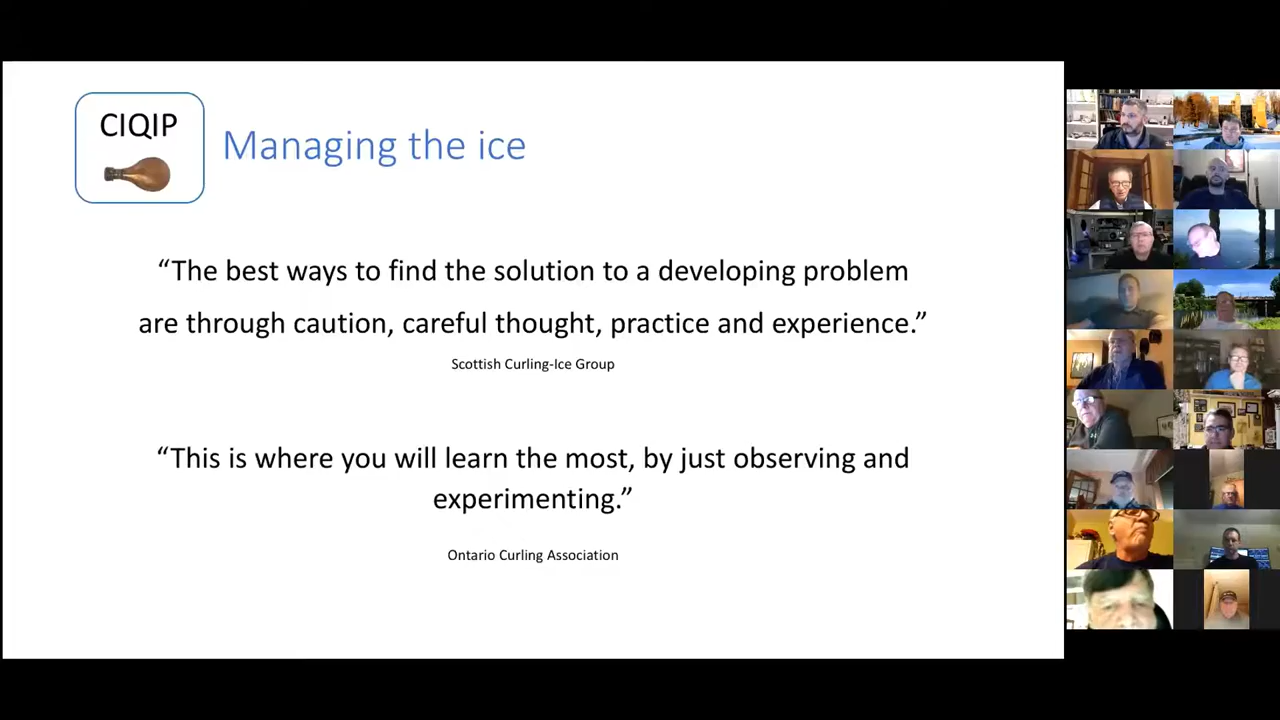 CIQIP
Managing the ice
“The best ways to find the solution to a developing problem
are through caution, careful thought, practice and experience.”
Scottish Curling-Ice Group
“This is where you will learn the most, by just observing and
experimenting.”
Ontario Curling Association